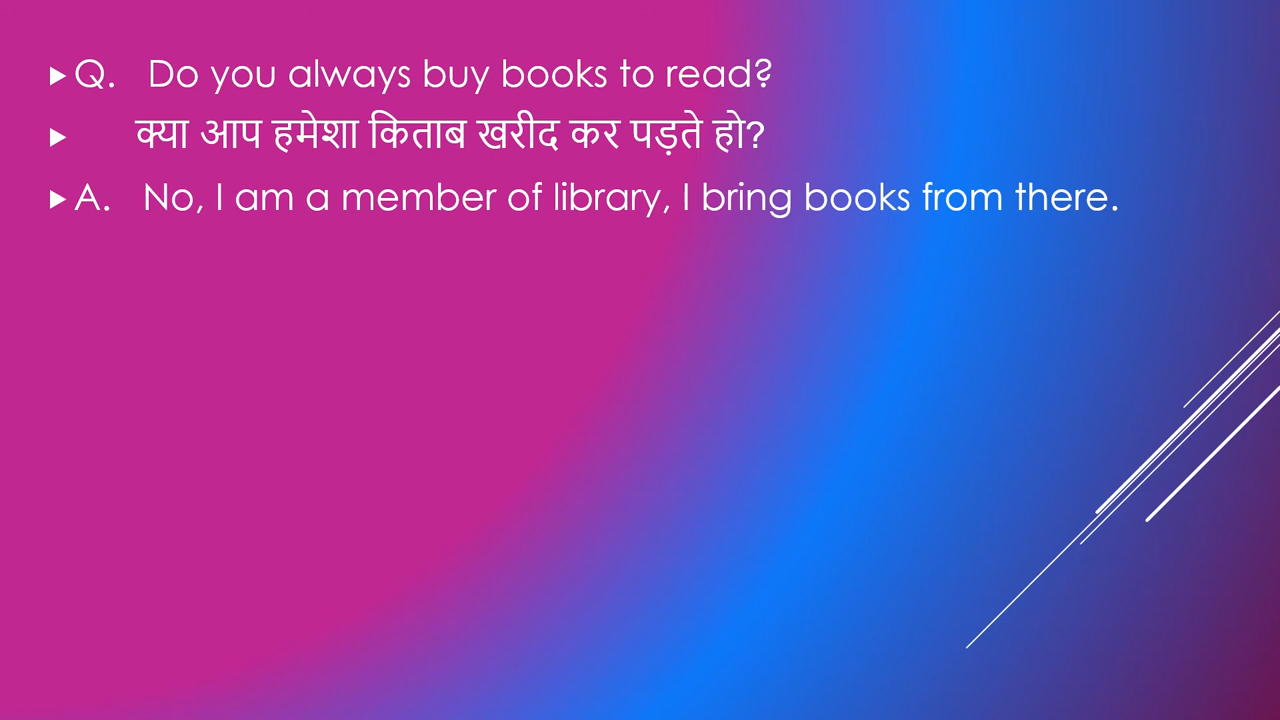 Q. Do you always buy books to read?
क्या आप हमेशा किताब खरीद कर पड़ते हो?
A. No, I am a member of library, I bring books from there.